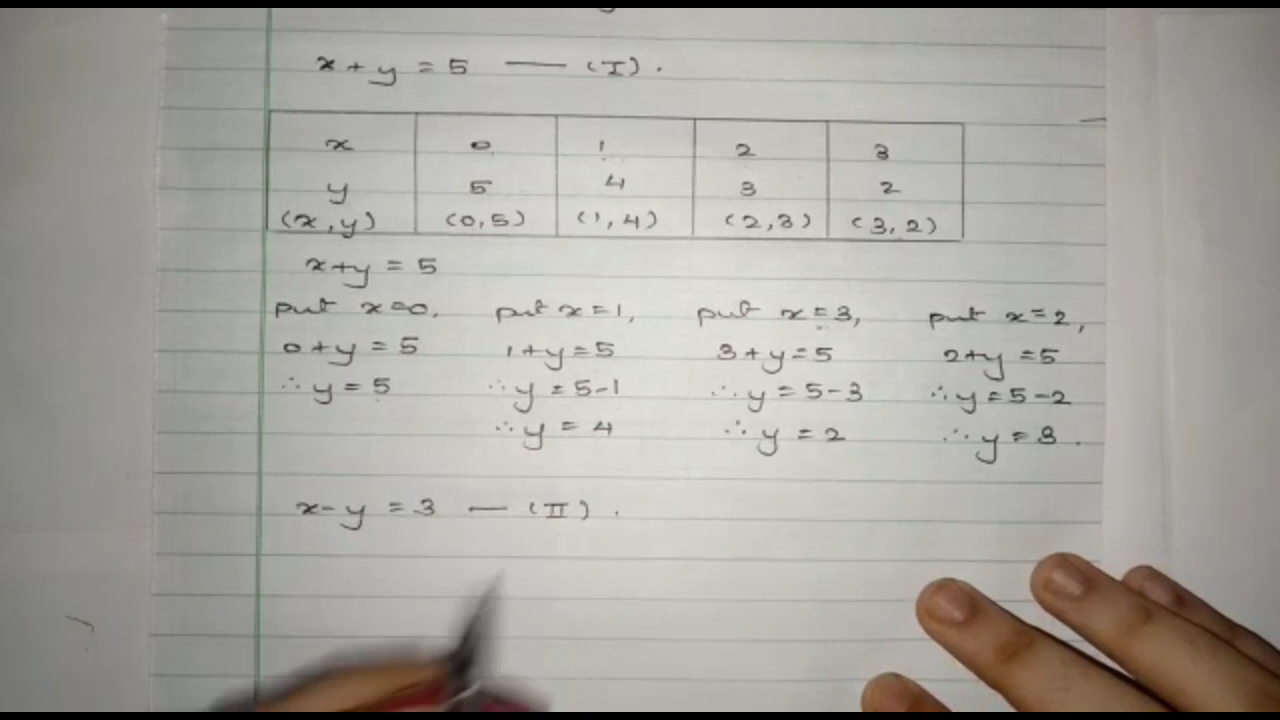 x + y = 5 — (I).
x 0 1 2 3
y 5 4 3 2
(x, y) (0,5) (1,4) (2,3) (3,2)
x+y = 5
put x=0, put x=1, put x=3, put x=2,
0+y = 5 1+y=5 3+y=5 2+y=5
∴ y = 5 ∴ y = 5-1 ∴ y = 5-3 ∴ y = 5-2
∴ y = 4 ∴ y = 2 ∴ y = 3.
x-y = 3 — (II).